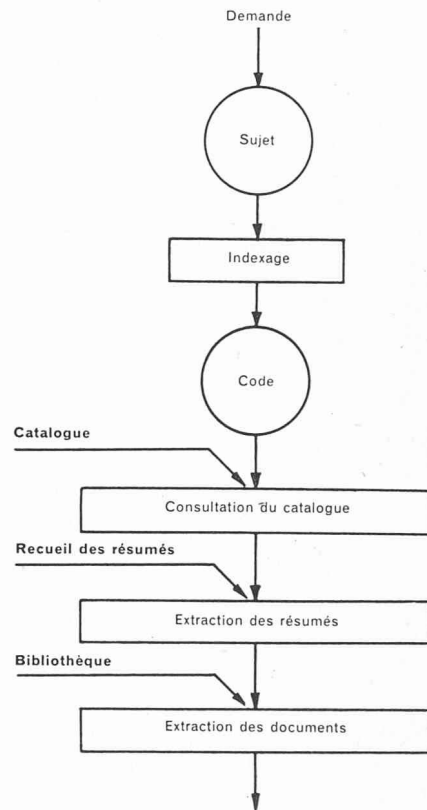 Demande
Sujet
Indexage
Code
Catalogue
Consultation du catalogue
Recueil des résumés
Extraction des résumés
Bibliothèque
Extraction des documents